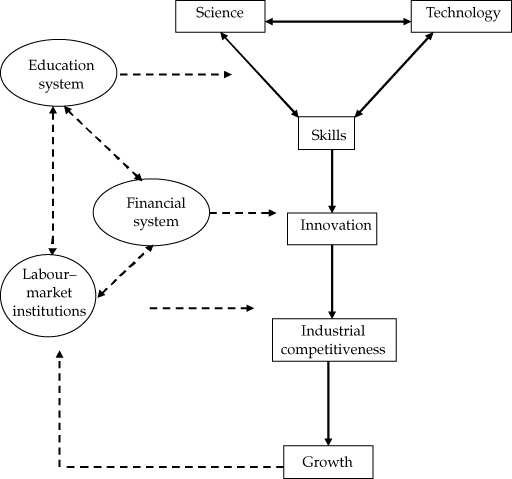 Science
Technology
Education
system
Skills
Financial
system
Innovation
Labour–
market
institutions
Industrial
competitiveness
Growth